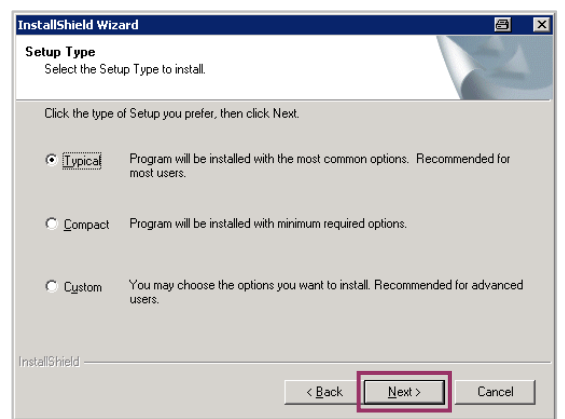 InstallShield Wizard
Setup Type
Select the Setup Type to install.
Click the type of Setup you prefer, then click Next.
Typical
Program will be installed with the most common options. Recommended for
most users.
Compact
Program will be installed with minimum required options.
Custom
You may choose the options you want to install. Recommended for advanced
users.
InstallShield
< Back
Next >
Cancel